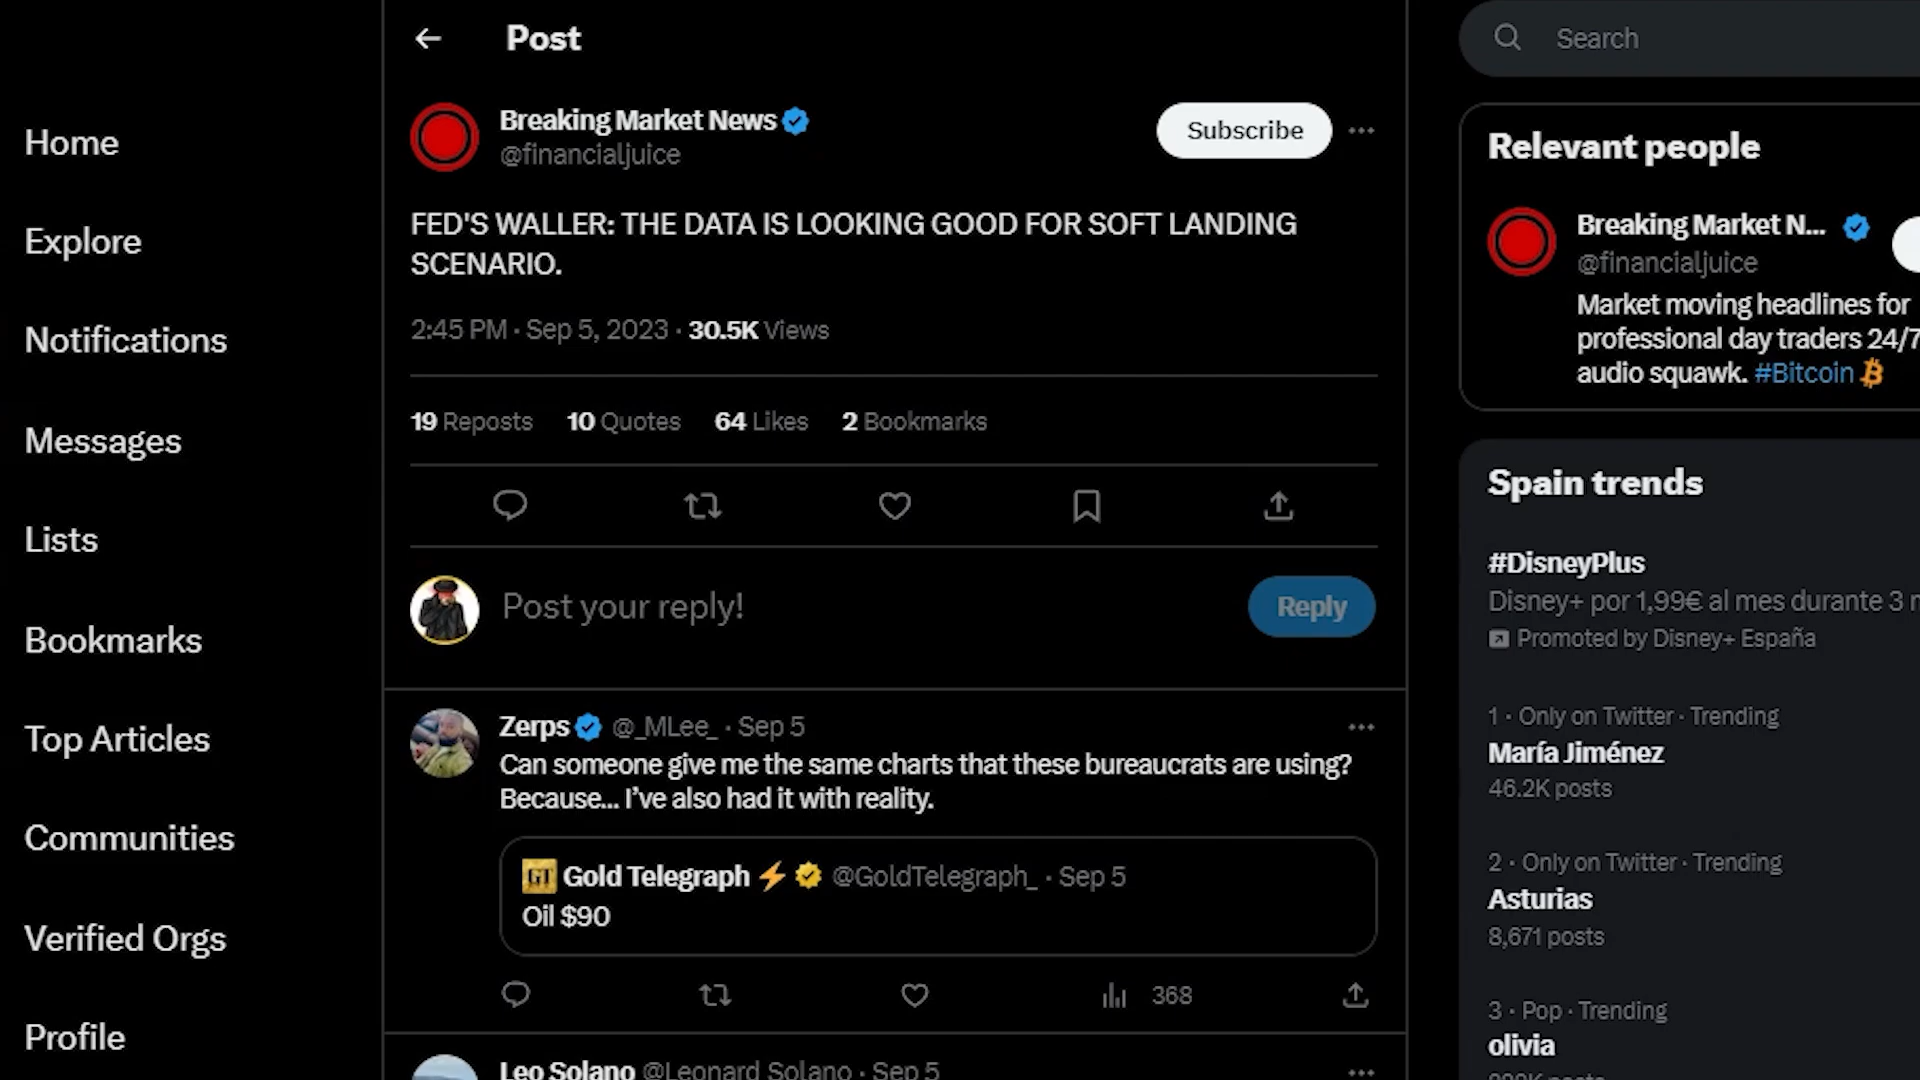 Home
Explore
Notifications
Messages
Lists
Bookmarks
Top Articles
Communities
Verified Orgs
Profile
Post
Breaking Market News
@financialjuice
Subscribe
FED'S WALLER: THE DATA IS LOOKING GOOD FOR SOFT LANDING
SCENARIO.
2:45 PM · Sep 5, 2023 · 30.5K Views
19 Reposts 10 Quotes 64 Likes 2 Bookmarks
Post your reply!
Reply
Zerps @_MLee_ · Sep 5
Can someone give me the same charts that these bureaucrats are using?
Because... I’ve also had it with reality.
GT Gold Telegraph ⚡ @GoldTelegraph_ · Sep 5
Oil $90
368
Leo Solano @Leonard_Solano · Sep 5
Search
Relevant people
Breaking Market N...
@financialjuice
Market moving headlines for
professional day traders 24/7
audio squawk. #Bitcoin
Spain trends
#DisneyPlus
Disney+ por 1,99€ al mes durante 3
Promoted by Disney+ España
1 · Only on Twitter · Trending
María Jiménez
46.2K posts
2 · Only on Twitter · Trending
Asturias
8,671 posts
3 · Pop · Trending
olivia
posts